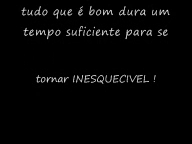 tudo que é bom dura um
tempo suficiente para se
tornar INESQUECIVEL !